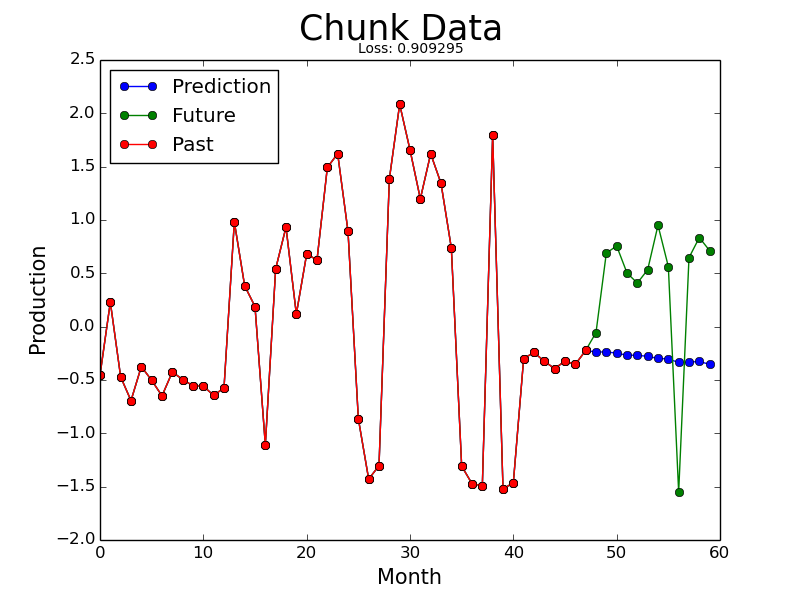 Chunk Data
Loss: 0.909295
Prediction
Future
Past
2.5
2.0
1.5
1.0
0.5
0.0
−0.5
−1.0
−1.5
−2.0
Production
0 10 20 30 40 50 60
Month